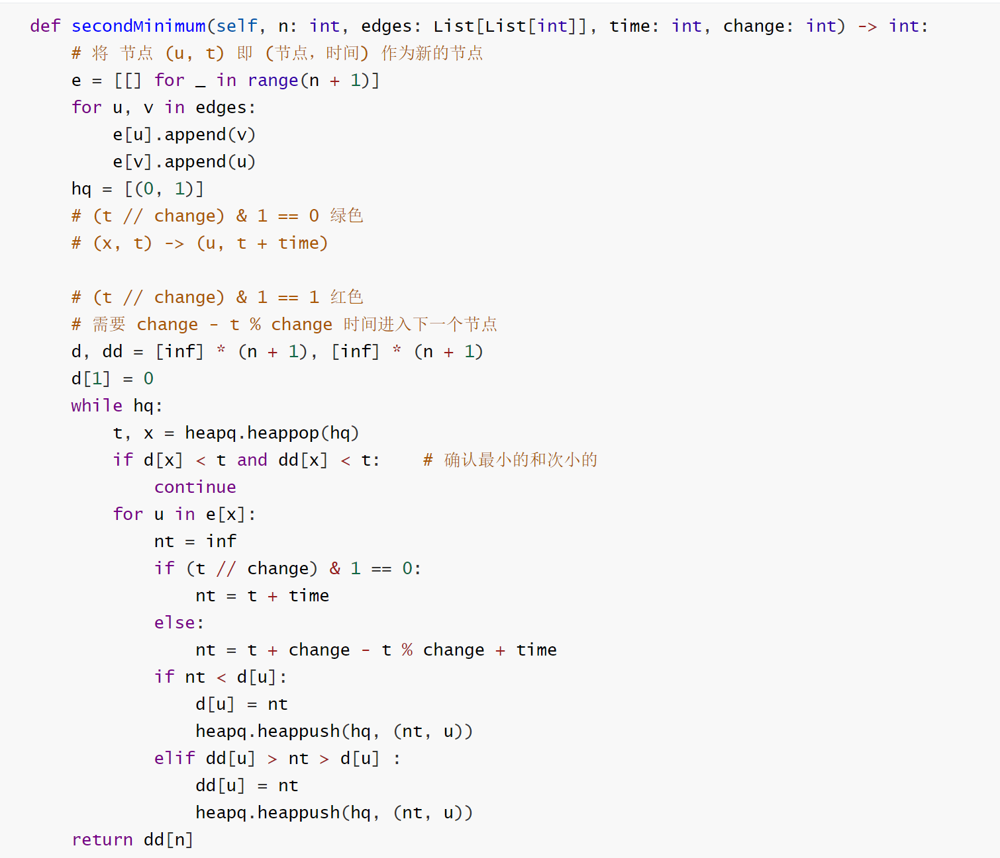 def secondMinimum(self, n: int, edges: List[List[int]], time: int, change: int) -> int:
    # 将 节点 (u, t) 即 (节点，时间) 作为新的节点
    e = [[] for _ in range(n + 1)]
    for u, v in edges:
        e[u].append(v)
        e[v].append(u)
    hq = [(0, 1)]
    # (t // change) & 1 == 0 绿色
    # (x, t) -> (u, t + time)

    # (t // change) & 1 == 1 红色
    # 需要 change - t % change 时间进入下一个节点
    d, dd = [inf] * (n + 1), [inf] * (n + 1)
    d[1] = 0
    while hq:
        t, x = heapq.heappop(hq)
        if d[x] < t and dd[x] < t:    # 确认最小的和次小的
            continue
        for u in e[x]:
            nt = inf
            if (t // change) & 1 == 0:
                nt = t + time
            else:
                nt = t + change - t % change + time
            if nt < d[u]:
                d[u] = nt
                heapq.heappush(hq, (nt, u))
            elif dd[u] > nt > d[u] :
                dd[u] = nt
                heapq.heappush(hq, (nt, u))
    return dd[n]